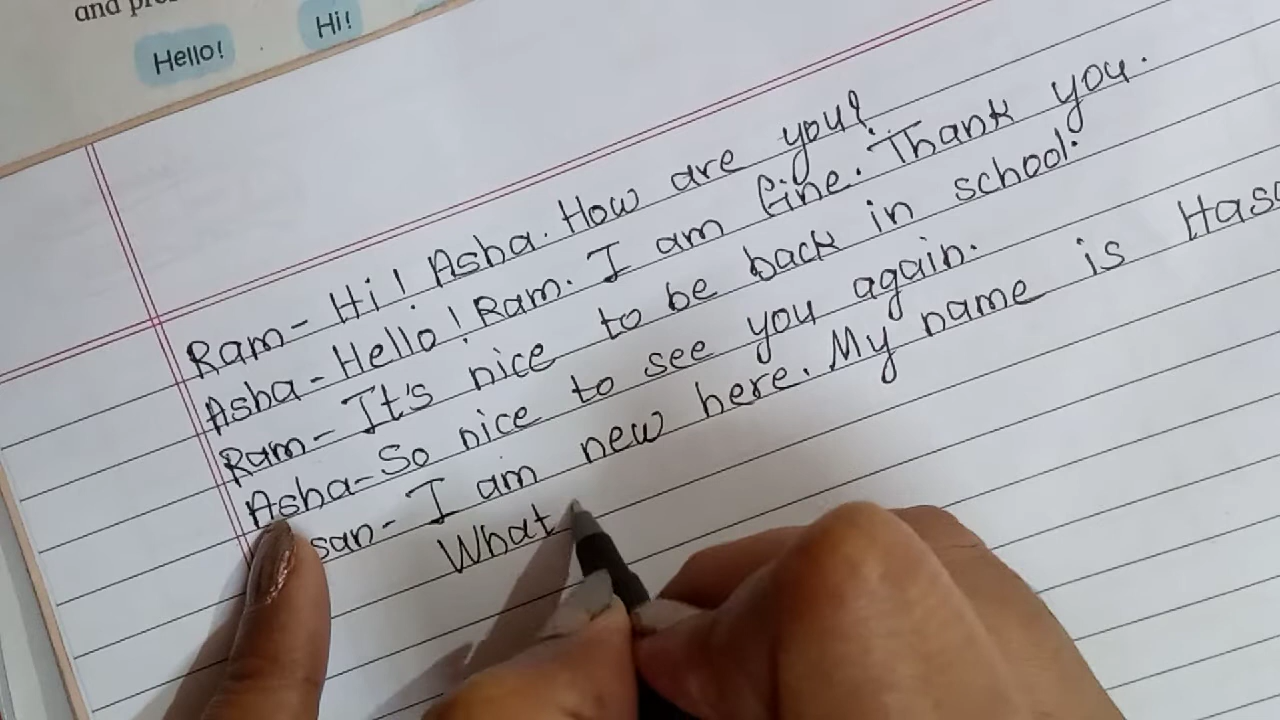 and
Hello! Hi!
Ram- Hi! Asha. How are you?
Asha- Hello! Ram. I am fine. Thank you.
Ram- It's nice to be back in school.
Asha- So nice to see you again.
san- I am new here. My name is Hasa
What